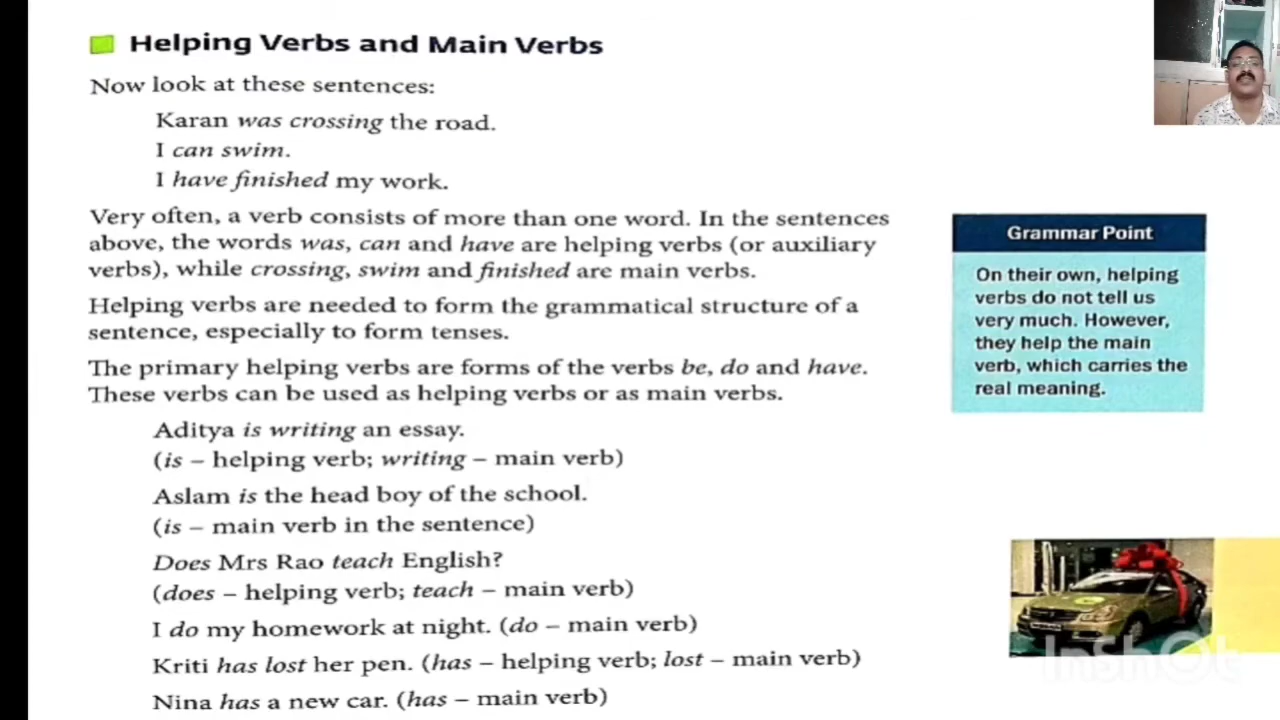 Helping Verbs and Main Verbs
Now look at these sentences:
Karan was crossing the road.
I can swim.
I have finished my work.
Very often, a verb consists of more than one word. In the sentences
above, the words was, can and have are helping verbs (or auxiliary
verbs), while crossing, swim and finished are main verbs.
Helping verbs are needed to form the grammatical structure of a
sentence, especially to form tenses.
The primary helping verbs are forms of the verbs be, do and have.
These verbs can be used as helping verbs or as main verbs.
Aditya is writing an essay.
(is – helping verb; writing – main verb)
Aslam is the head boy of the school.
(is – main verb in the sentence)
Does Mrs Rao teach English?
(does – helping verb; teach – main verb)
I do my homework at night. (do – main verb)
Kriti has lost her pen. (has – helping verb; lost – main verb)
Nina has a new car. (has – main verb)
Grammar Point
On their own, helping
verbs do not tell us
very much. However,
they help the main
verb, which carries the
real meaning.
InShOt